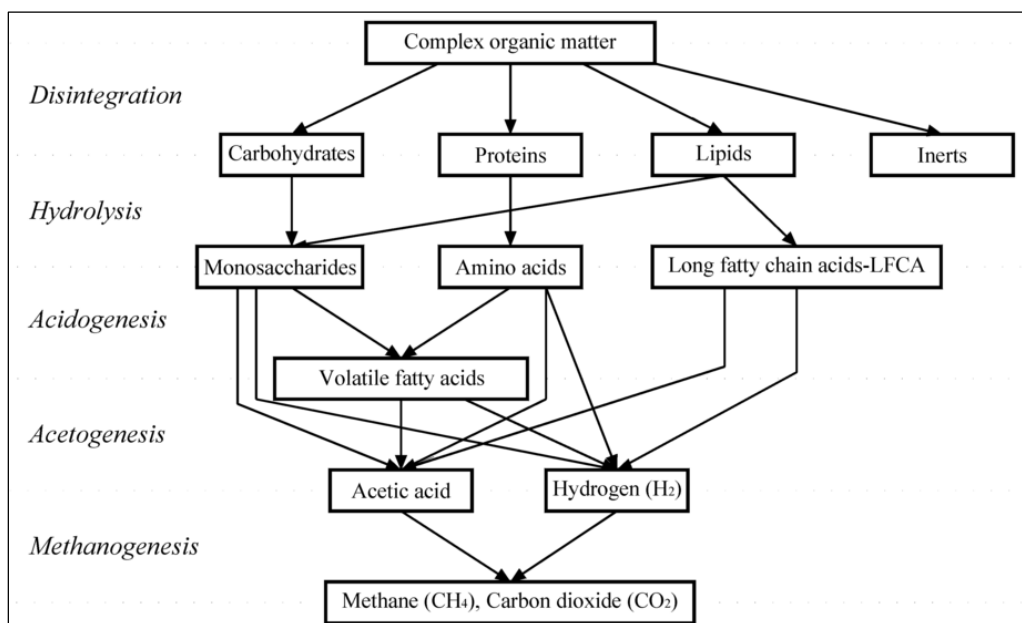 Complex organic matter
Disintegration
Carbohydrates
Proteins
Lipids
Inerts
Hydrolysis
Monosaccharides
Amino acids
Long fatty chain acids-LFCA
Acidogenesis
Volatile fatty acids
Acetogenesis
Acetic acid
Hydrogen (H₂)
Methanogenesis
Methane (CH₄), Carbon dioxide (CO₂)